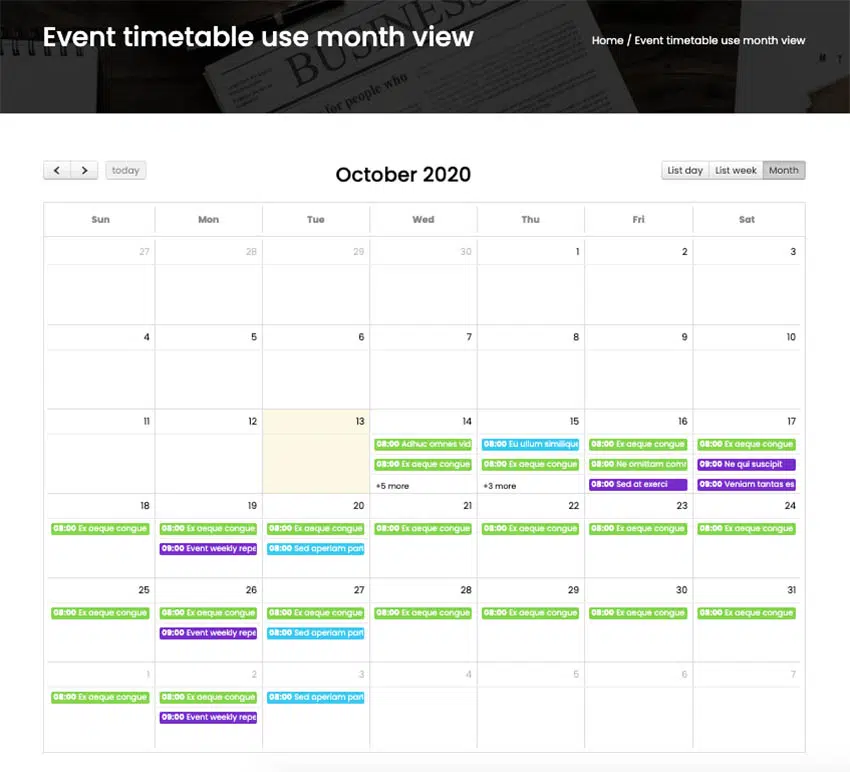 Event timetable use month view
Home / Event timetable use month view
BUSINESS
for people who
today
October 2020
List day List week Month
Sun Mon Tue Wed Thu Fri Sat
27 28 29 30 1 2 3
4 5 6 7 8 9 10
11 12 13 14 15 16 17
08:00 Adhuc omnes vid 08:00 Eu ullum similique 08:00 Ex aeque congue 08:00 Ex aeque congue
08:00 Ex aeque congue 08:00 Ex aeque congue 08:00 Ne omittam com 09:00 Ne qui suscipit
+5 more +3 more 08:00 Sed at exerci 09:00 Veniam tantas es
18 19 20 21 22 23 24
08:00 Ex aeque congue 08:00 Ex aeque congue 08:00 Ex aeque congue 08:00 Ex aeque congue 08:00 Ex aeque congue 08:00 Ex aeque congue 08:00 Ex aeque congue
09:00 Event weekly repe 08:00 Sed aperiam part
25 26 27 28 29 30 31
08:00 Ex aeque congue 08:00 Ex aeque congue 08:00 Ex aeque congue 08:00 Ex aeque congue 08:00 Ex aeque congue 08:00 Ex aeque congue 08:00 Ex aeque congue
09:00 Event weekly repe 08:00 Sed aperiam part
1 2 3 4 5 6 7
08:00 Ex aeque congue 08:00 Ex aeque congue 08:00 Sed aperiam part
09:00 Event weekly repe